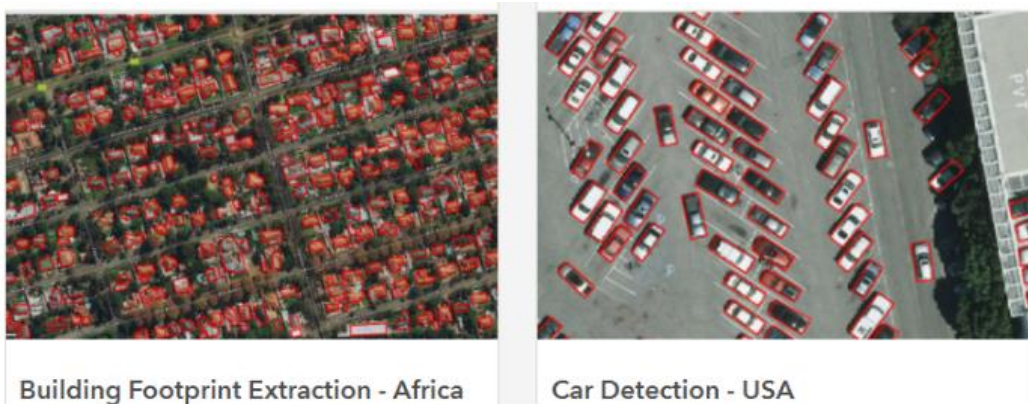 Building Footprint Extraction - Africa
Car Detection - USA